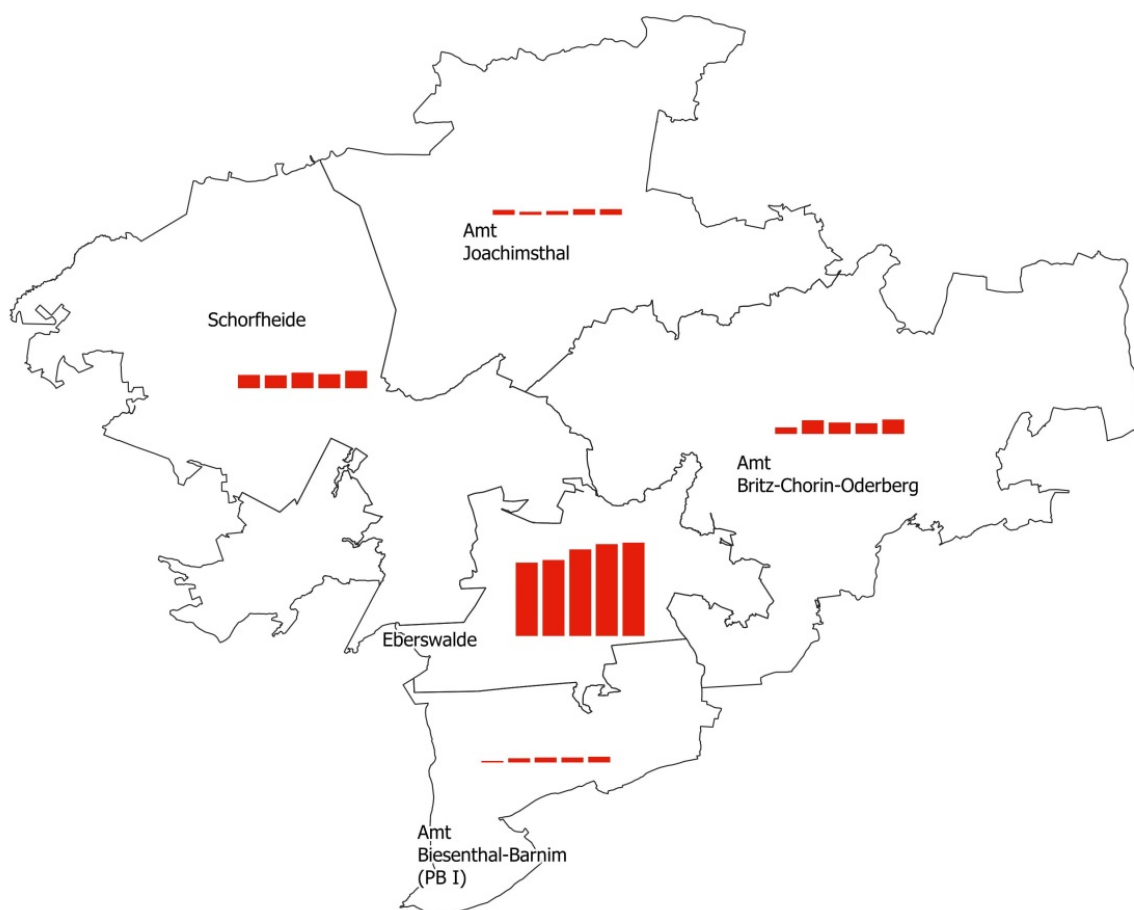 Amt
Joachimsthal
Schorfheide
Amt
Britz-Chorin-Oderberg
Eberswalde
Amt
Biesenthal-Barnim
(PB I)